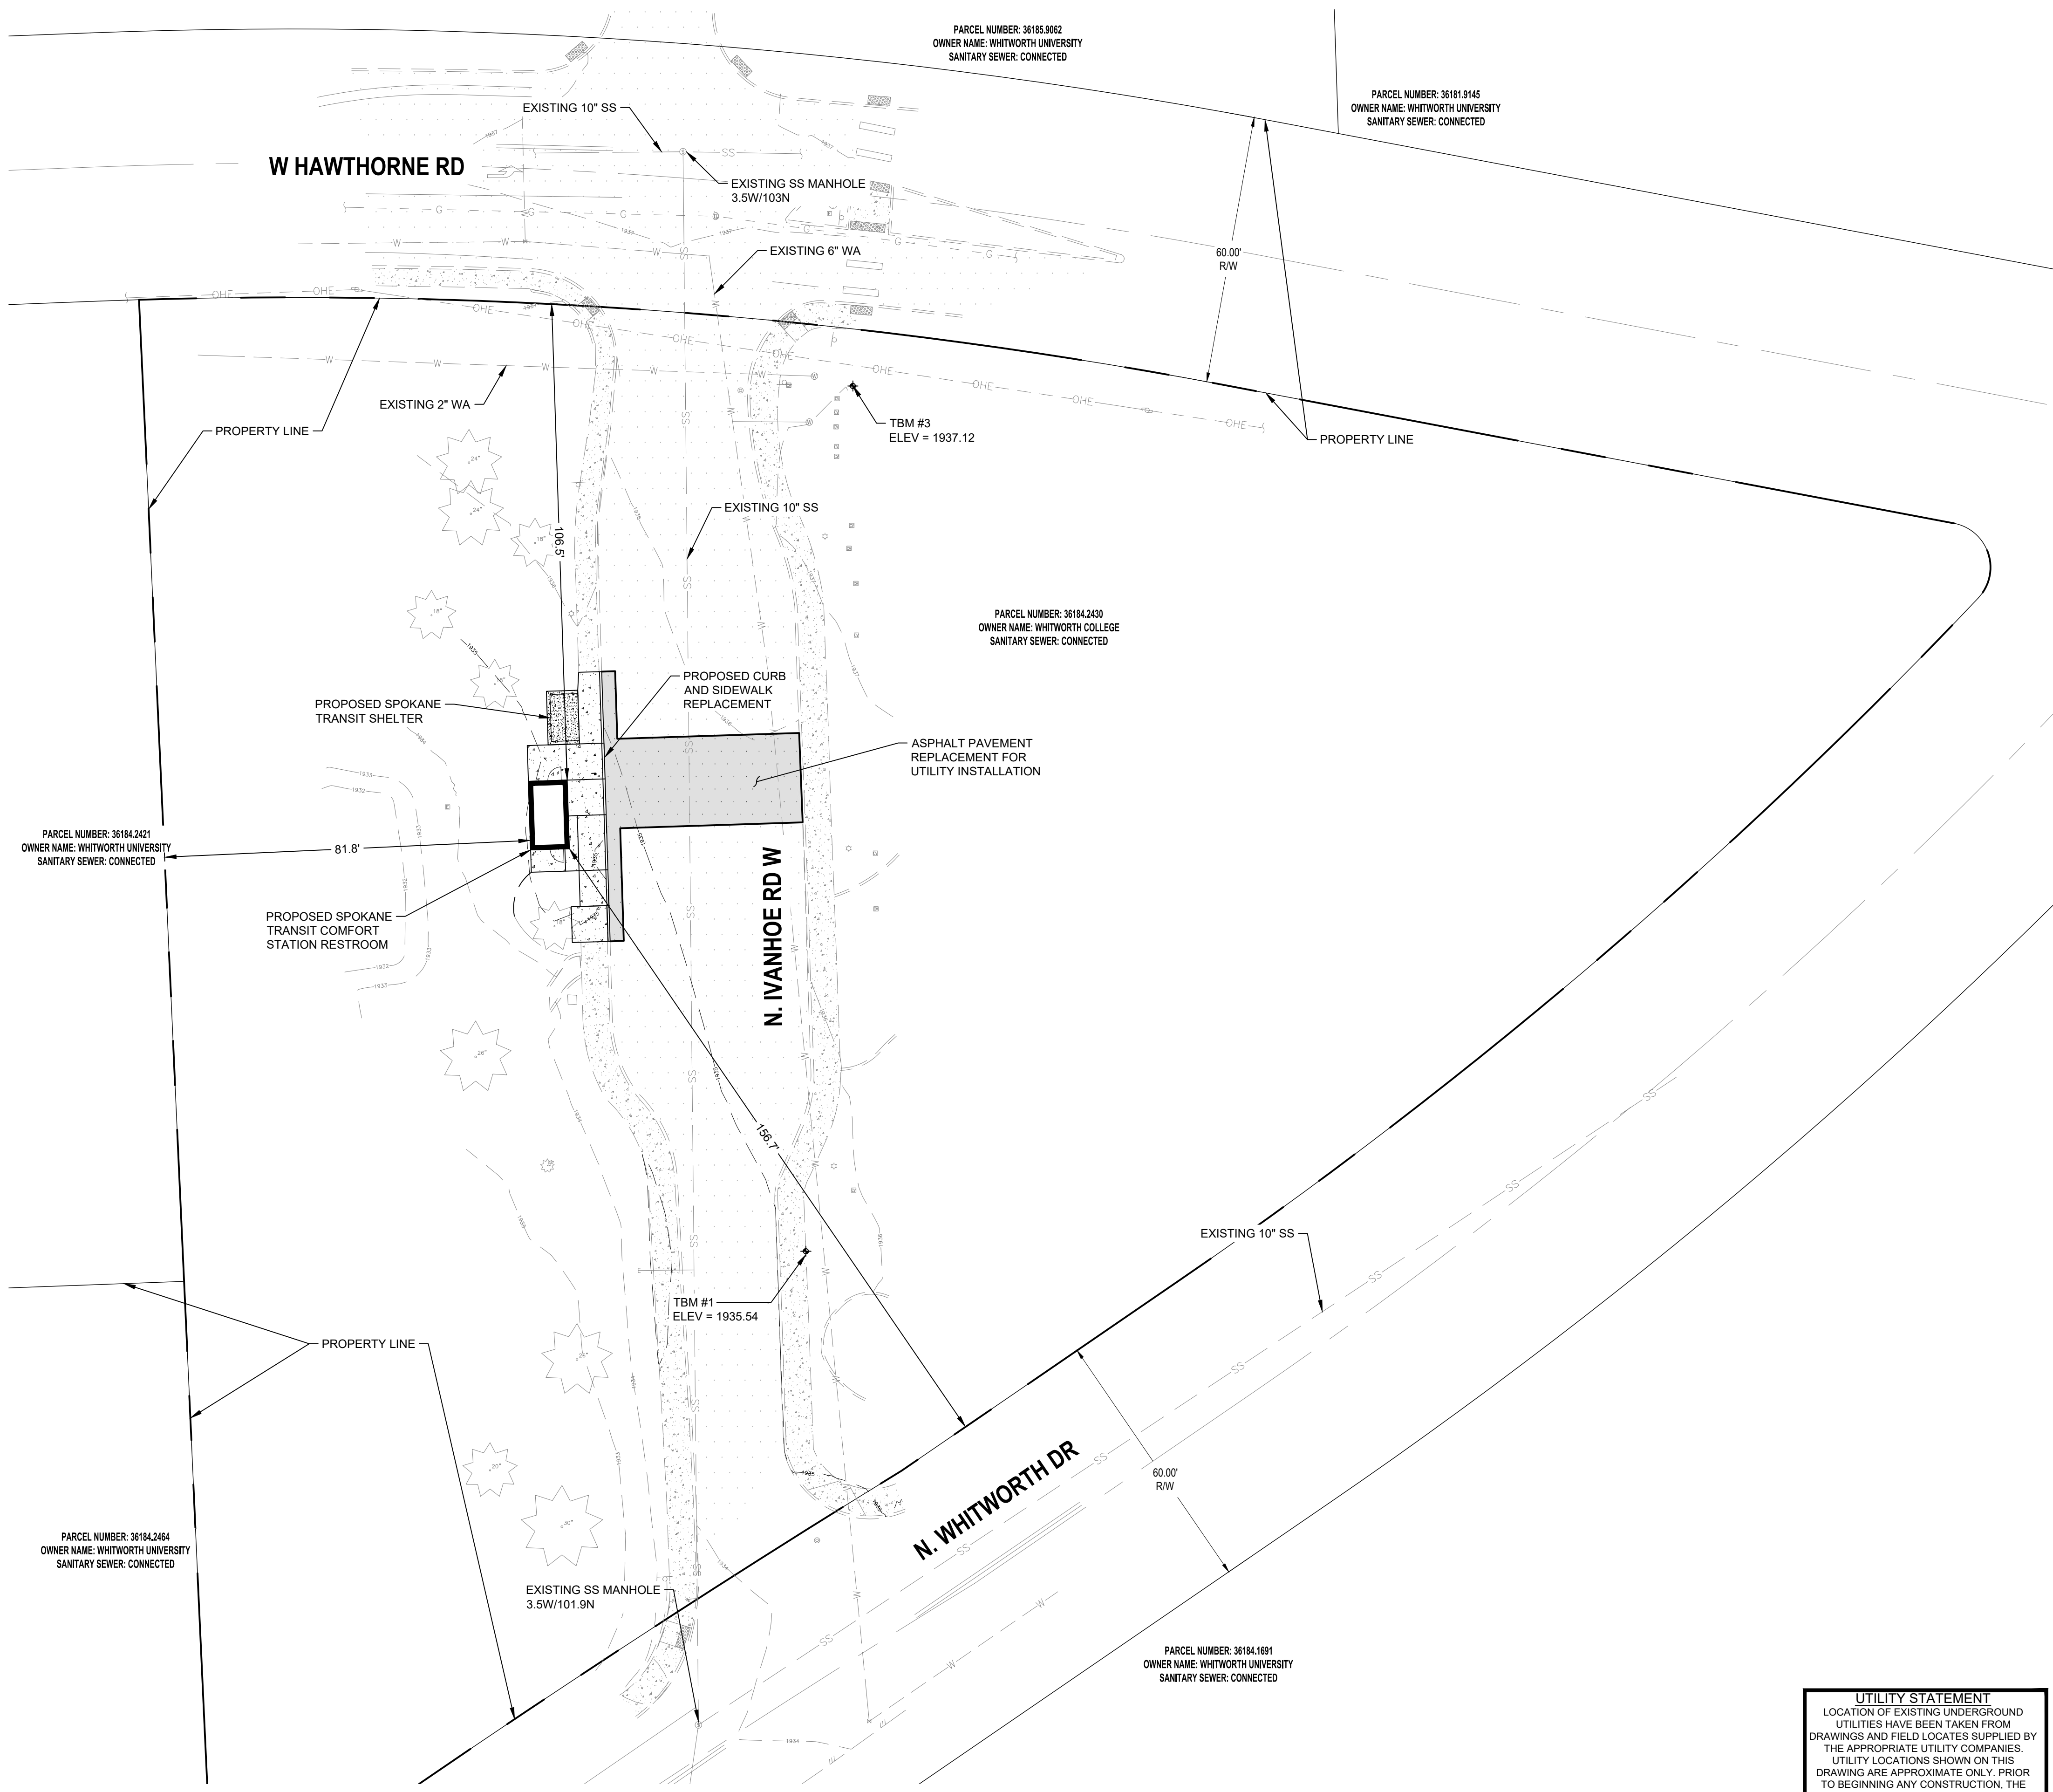 PARCEL NUMBER: 36185.9062
OWNER NAME: WHITWORTH UNIVERSITY
SANITARY SEWER: CONNECTED
PARCEL NUMBER: 36181.9145
OWNER NAME: WHITWORTH UNIVERSITY
SANITARY SEWER: CONNECTED
EXISTING 10" SS
W HAWTHORNE RD
EXISTING SS MANHOLE
3.5W/103N
EXISTING 6" WA
60.00'
R/W
EXISTING 2" WA
PROPERTY LINE
TBM #3
ELEV = 1937.12
PROPERTY LINE
106.5'
EXISTING 10" SS
PARCEL NUMBER: 36184.2430
OWNER NAME: WHITWORTH COLLEGE
SANITARY SEWER: CONNECTED
PROPOSED CURB
AND SIDEWALK
REPLACEMENT
PROPOSED SPOKANE
TRANSIT SHELTER
ASPHALT PAVEMENT
REPLACEMENT FOR
UTILITY INSTALLATION
PARCEL NUMBER: 36184.2421
OWNER NAME: WHITWORTH UNIVERSITY
SANITARY SEWER: CONNECTED
81.8'
N. IVANHOE RD W
PROPOSED SPOKANE
TRANSIT COMFORT
STATION RESTROOM
156.7'
EXISTING 10" SS
TBM #1
ELEV = 1935.54
PROPERTY LINE
N. WHITWORTH DR
60.00'
R/W
PARCEL NUMBER: 36184.2464
OWNER NAME: WHITWORTH UNIVERSITY
SANITARY SEWER: CONNECTED
EXISTING SS MANHOLE
3.5W/101.9N
PARCEL NUMBER: 36184.1691
OWNER NAME: WHITWORTH UNIVERSITY
SANITARY SEWER: CONNECTED
UTILITY STATEMENT
LOCATION OF EXISTING UNDERGROUND
UTILITIES HAVE BEEN TAKEN FROM
DRAWINGS AND FIELD LOCATES SUPPLIED BY
THE APPROPRIATE UTILITY COMPANIES.
UTILITY LOCATIONS SHOWN ON THIS
DRAWING ARE APPROXIMATE ONLY. PRIOR
TO BEGINNING ANY CONSTRUCTION, THE